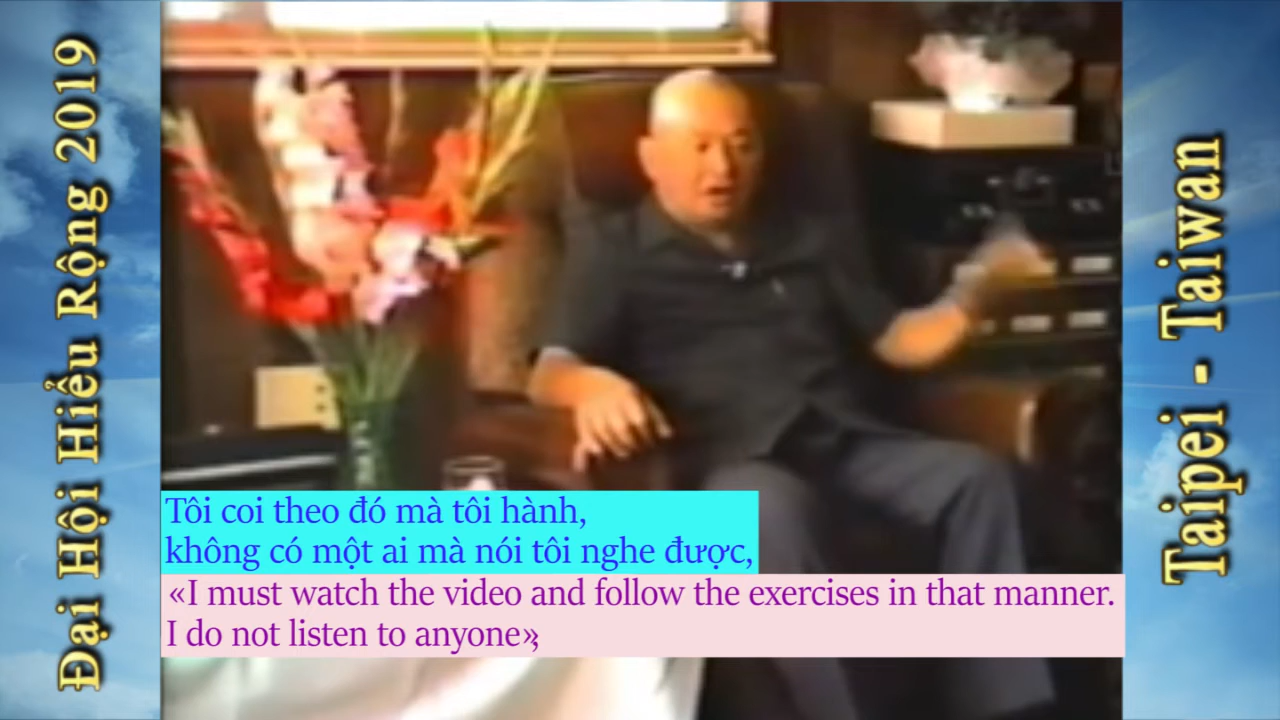 Đại Hội Hiếu Rộng 2019
Tôi coi theo đó mà tôi hành,
không có một ai mà nói tôi nghe được,
«I must watch the video and follow the exercises in that manner.
I do not listen to anyone»;
Taipei - Taiwan